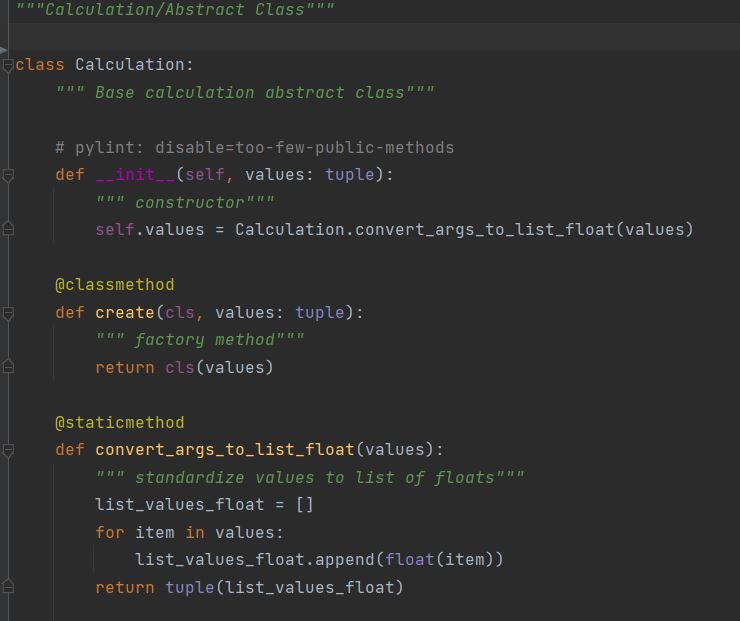 """Calculation/Abstract Class"""
class Calculation:
    """ Base calculation abstract class"""
    # pylint: disable=too-few-public-methods
    def __init__(self, values: tuple):
        """ constructor"""
        self.values = Calculation.convert_args_to_list_float(values)
    @classmethod
    def create(cls, values: tuple):
        """ factory method"""
        return cls(values)
    @staticmethod
    def convert_args_to_list_float(values):
        """ standardize values to list of floats"""
        list_values_float = []
        for item in values:
            list_values_float.append(float(item))
        return tuple(list_values_float)